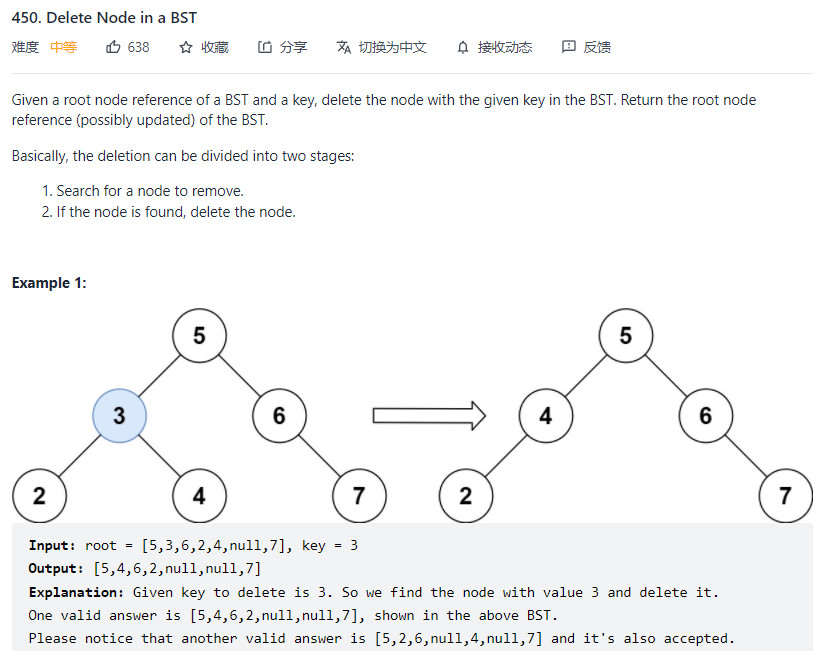 450. Delete Node in a BST
难度 中等 638 收藏 分享 切换为中文 接收动态 反馈
Given a root node reference of a BST and a key, delete the node with the given key in the BST. Return the root node
reference (possibly updated) of the BST.
Basically, the deletion can be divided into two stages:
1. Search for a node to remove.
2. If the node is found, delete the node.
Example 1:
5 5
3 6 4 6
2 4 7 2 7
Input: root = [5,3,6,2,4,null,7], key = 3
Output: [5,4,6,2,null,null,7]
Explanation: Given key to delete is 3. So we find the node with value 3 and delete it.
One valid answer is [5,4,6,2,null,null,7], shown in the above BST.
Please notice that another valid answer is [5,2,6,null,4,null,7] and it's also accepted.